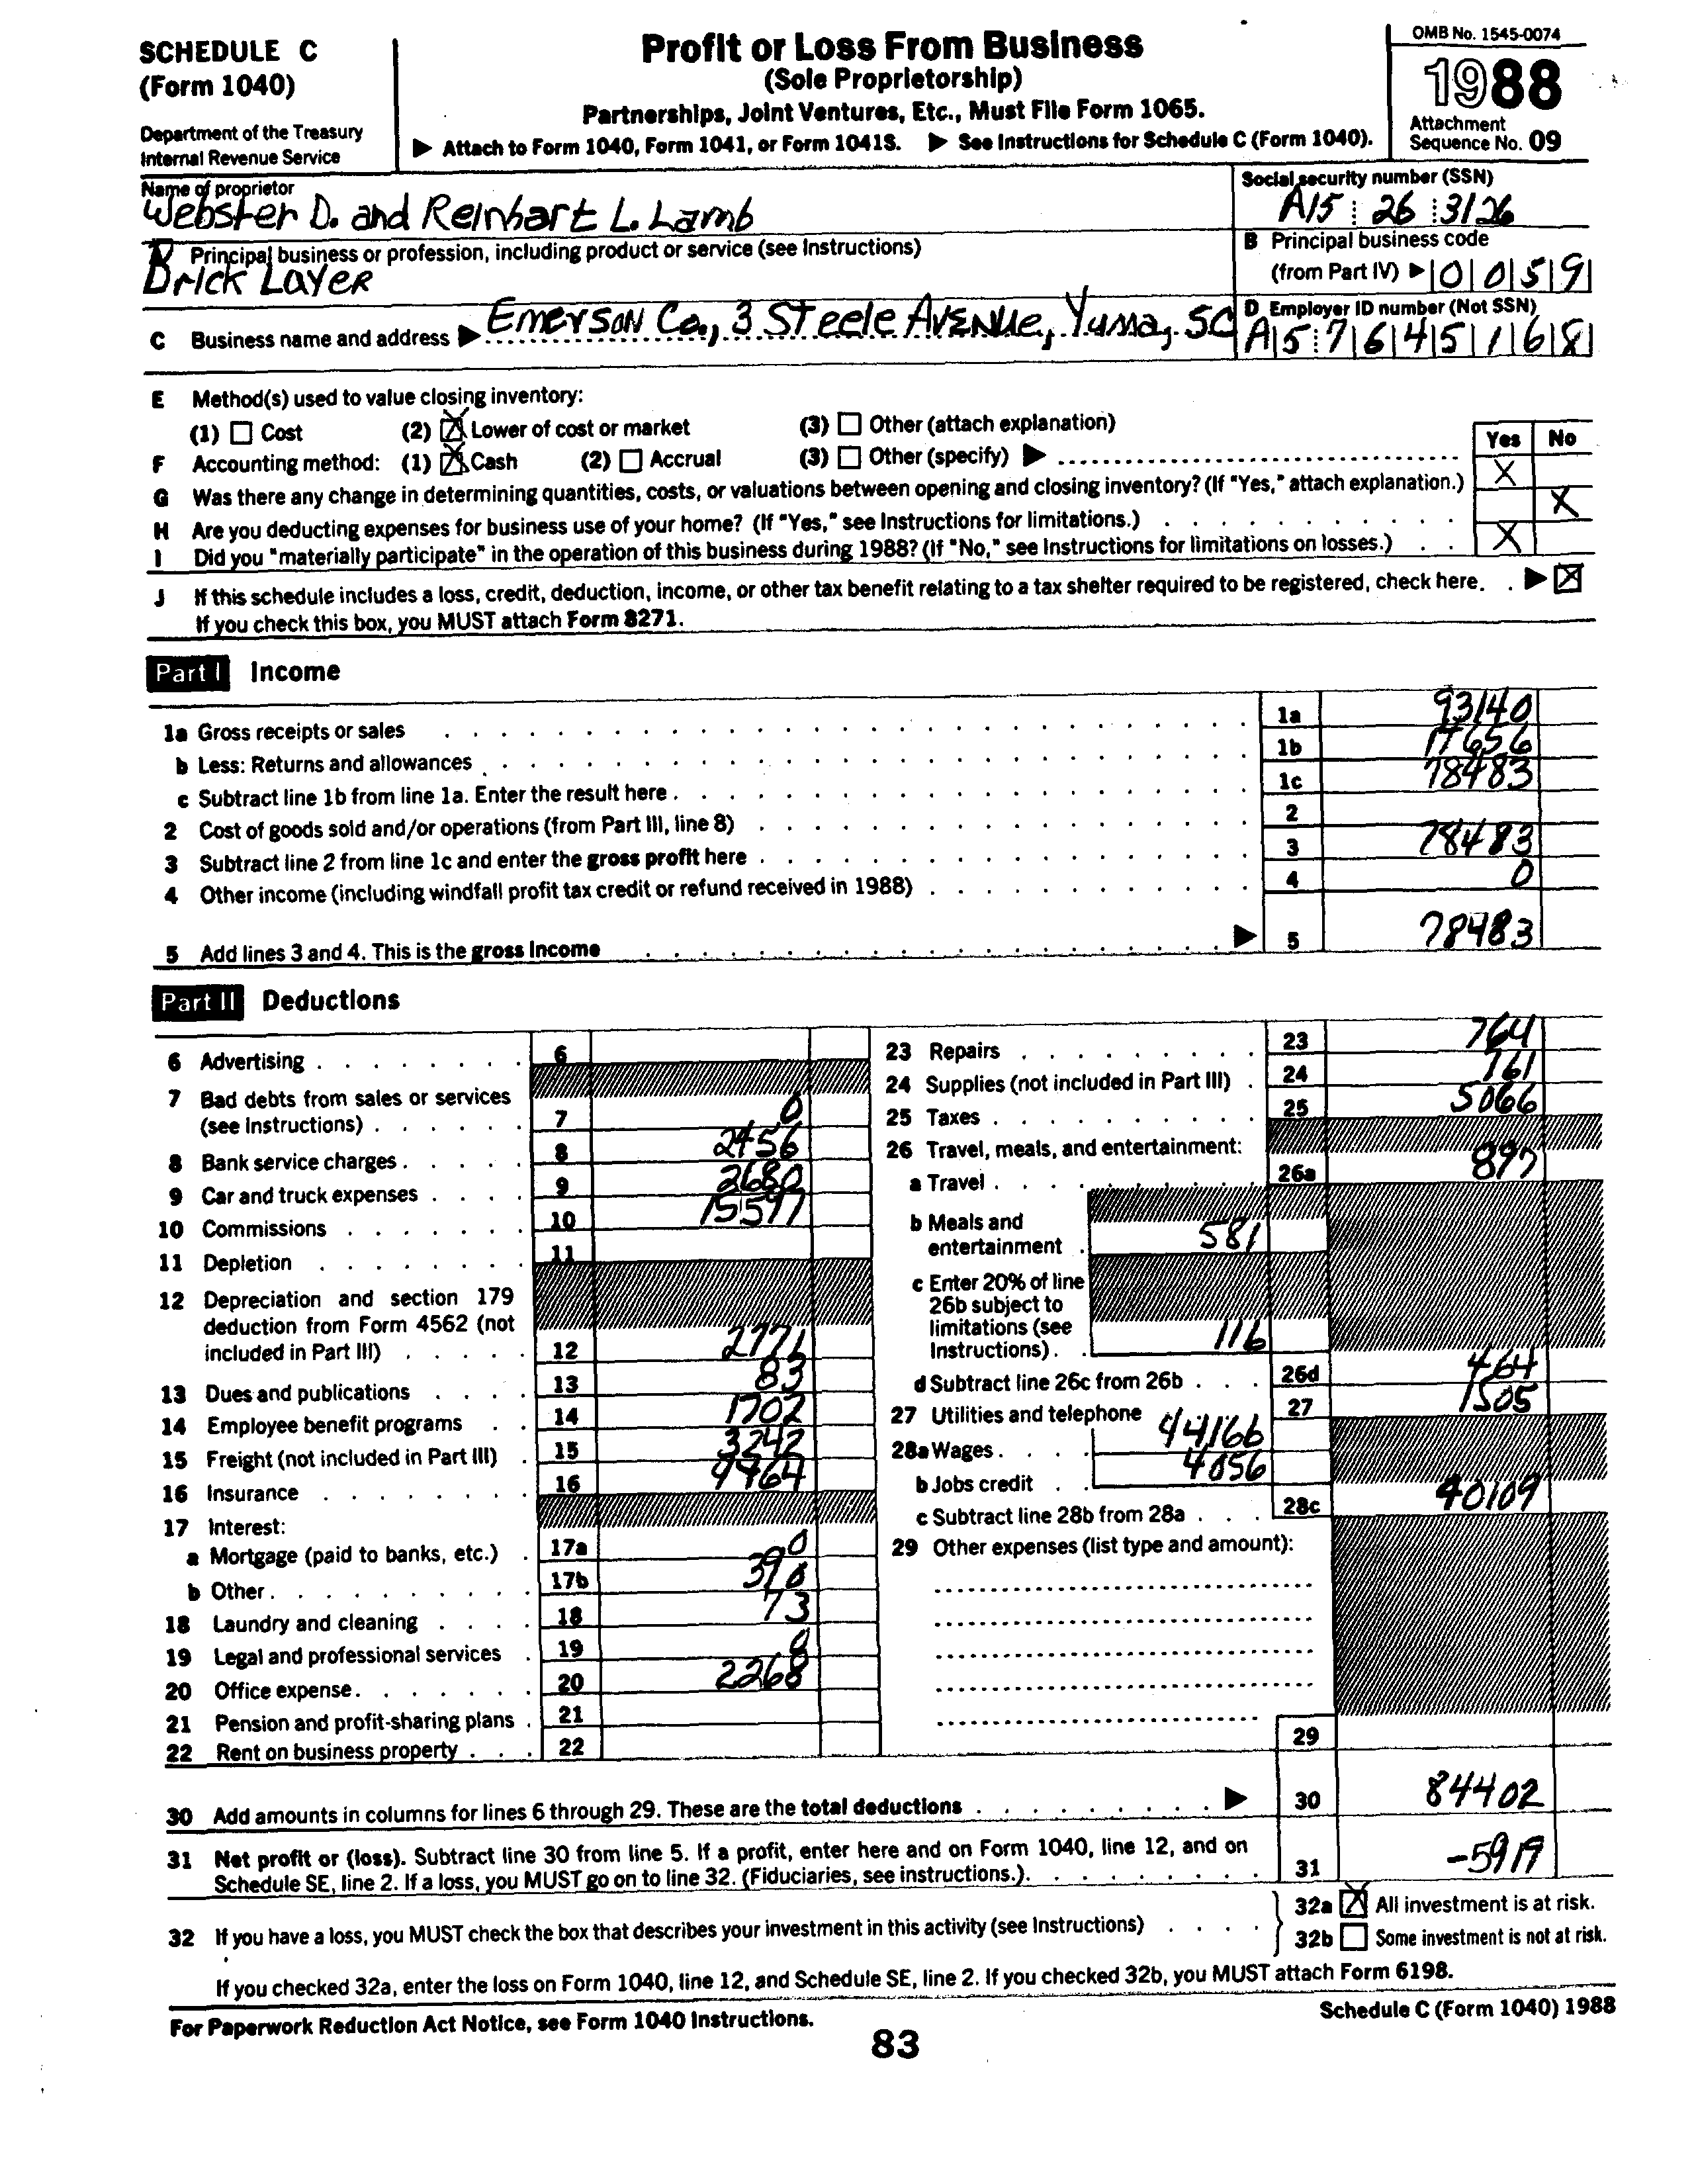 SCHEDULE C
(Form 1040)
Department of the Treasury
Internal Revenue Service
Profit or Loss From Business
(Sole Proprietorship)
Partnerships, Joint Ventures, Etc., Must File Form 1065.
▶ Attach to Form 1040, Form 1041, or Form 1041S. ▶ See Instructions for Schedule C (Form 1040).
OMB No. 1545-0074
1988
Attachment
Sequence No. 09
Name of proprietor
Webster D. and Reinhart L. Lamb
Social security number (SSN)
A15 26 3126
A Principal business or profession, including product or service (see Instructions)
Brick Layer
B Principal business code
(from Part IV) ▶ 0 0 5 9
C Business name and address ▶ Emerson Co., 3 Steele Avenue, Yuma, SC
D Employer ID number (Not SSN)
A 5 7 6 4 5 1 6 8
E Method(s) used to value closing inventory:
(1) ☐ Cost (2) ☒ Lower of cost or market (3) ☐ Other (attach explanation)
Yes No
F Accounting method: (1) ☒ Cash (2) ☐ Accrual (3) ☐ Other (specify) ▶
G Was there any change in determining quantities, costs, or valuations between opening and closing inventory? (If "Yes," attach explanation.) X
H Are you deducting expenses for business use of your home? (If "Yes," see Instructions for limitations.) X
I Did you "materially participate" in the operation of this business during 1988? (If "No," see Instructions for limitations on losses.) X
J If this schedule includes a loss, credit, deduction, income, or other tax benefit relating to a tax shelter required to be registered, check here. ▶ ☒
If you check this box, you MUST attach Form 8271.
Part I Income
1a Gross receipts or sales 1a 93140
b Less: Returns and allowances 1b
c Subtract line 1b from line 1a. Enter the result here 1c 78483
2 Cost of goods sold and/or operations (from Part III, line 8) 2
3 Subtract line 2 from line 1c and enter the gross profit here 3 78483
4 Other income (including windfall profit tax credit or refund received in 1988) 4 0
5 Add lines 3 and 4. This is the gross income ▶ 5 78483
Part II Deductions
6 Advertising 6
7 Bad debts from sales or services
(see Instructions) 7 0
8 Bank service charges 8 2456
9 Car and truck expenses 9 2680
10 Commissions 10 15597
11 Depletion 11
12 Depreciation and section 179
deduction from Form 4562 (not
included in Part III) 12 2771
13 Dues and publications 13 83
14 Employee benefit programs 14 1702
15 Freight (not included in Part III) 15 3242
16 Insurance 16 4464
17 Interest:
a Mortgage (paid to banks, etc.) 17a 0
b Other 17b 390
18 Laundry and cleaning 18 73
19 Legal and professional services 19 0
20 Office expense 20 2268
21 Pension and profit-sharing plans 21
22 Rent on business property 22
23 Repairs 23 764
24 Supplies (not included in Part III) 24 161
25 Taxes 25 5066
26 Travel, meals, and entertainment:
a Travel 26a 897
b Meals and
entertainment 581
c Enter 20% of line
26b subject to
limitations (see
Instructions) 116
d Subtract line 26c from 26b 26d 464
27 Utilities and telephone 27 1505
28a Wages 44166
b Jobs credit 4056
c Subtract line 28b from 28a 28c 40109
29 Other expenses (list type and amount):
29
30 Add amounts in columns for lines 6 through 29. These are the total deductions ▶ 30 84402
31 Net profit or (loss). Subtract line 30 from line 5. If a profit, enter here and on Form 1040, line 12, and on
Schedule SE, line 2. If a loss, you MUST go on to line 32. (Fiduciaries, see instructions.) 31 -5919
32 If you have a loss, you MUST check the box that describes your investment in this activity (see Instructions)
32a ☒ All investment is at risk.
32b ☐ Some investment is not at risk.
If you checked 32a, enter the loss on Form 1040, line 12, and Schedule SE, line 2. If you checked 32b, you MUST attach Form 6198.
For Paperwork Reduction Act Notice, see Form 1040 Instructions.
Schedule C (Form 1040) 1988
83